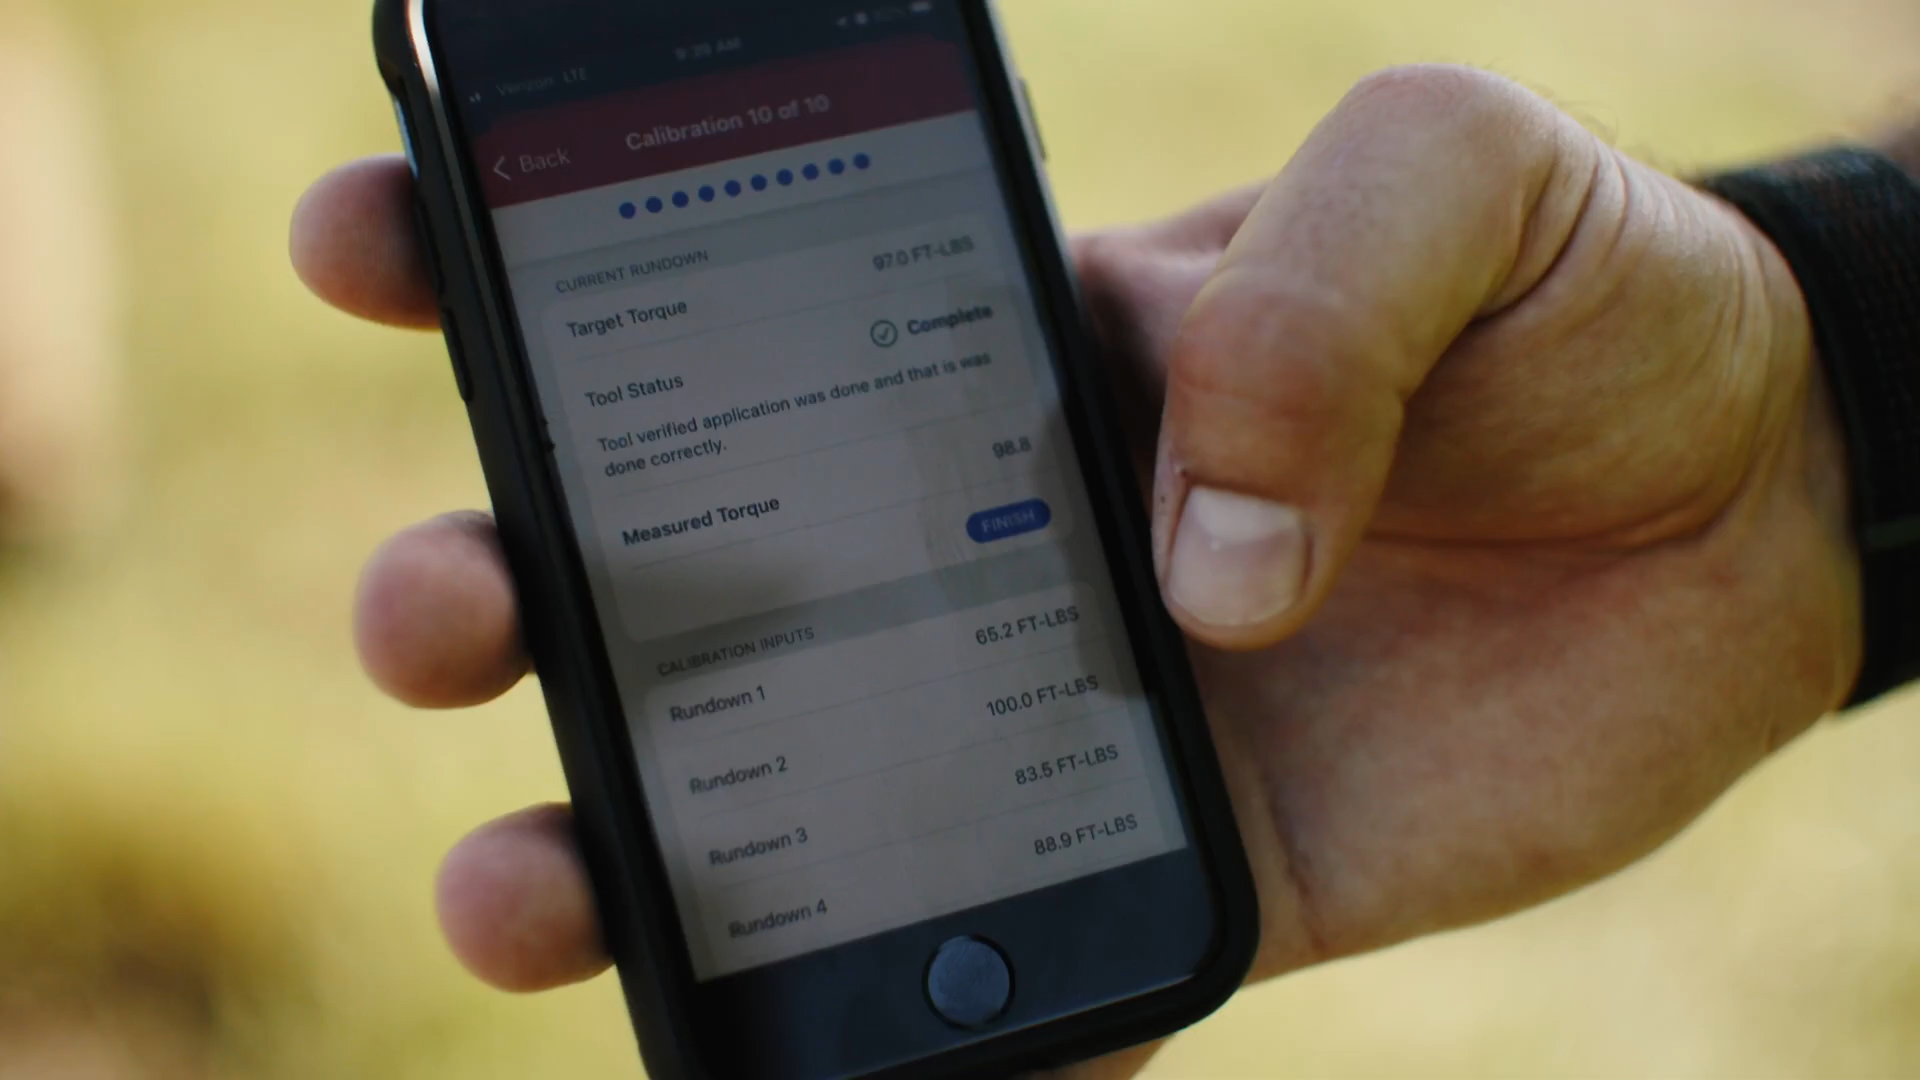 Verizon LTE
9:39 AM
Back
Calibration 10 of 10
CURRENT RUNDOWN
Target Torque 97.0 FT-LBS
Tool Status Complete
Tool verified application was done and that is was
done correctly.
Measured Torque 98.8
FINISH
CALIBRATION INPUTS
Rundown 1 65.2 FT-LBS
Rundown 2 100.0 FT-LBS
Rundown 3 83.5 FT-LBS
Rundown 4 88.9 FT-LBS